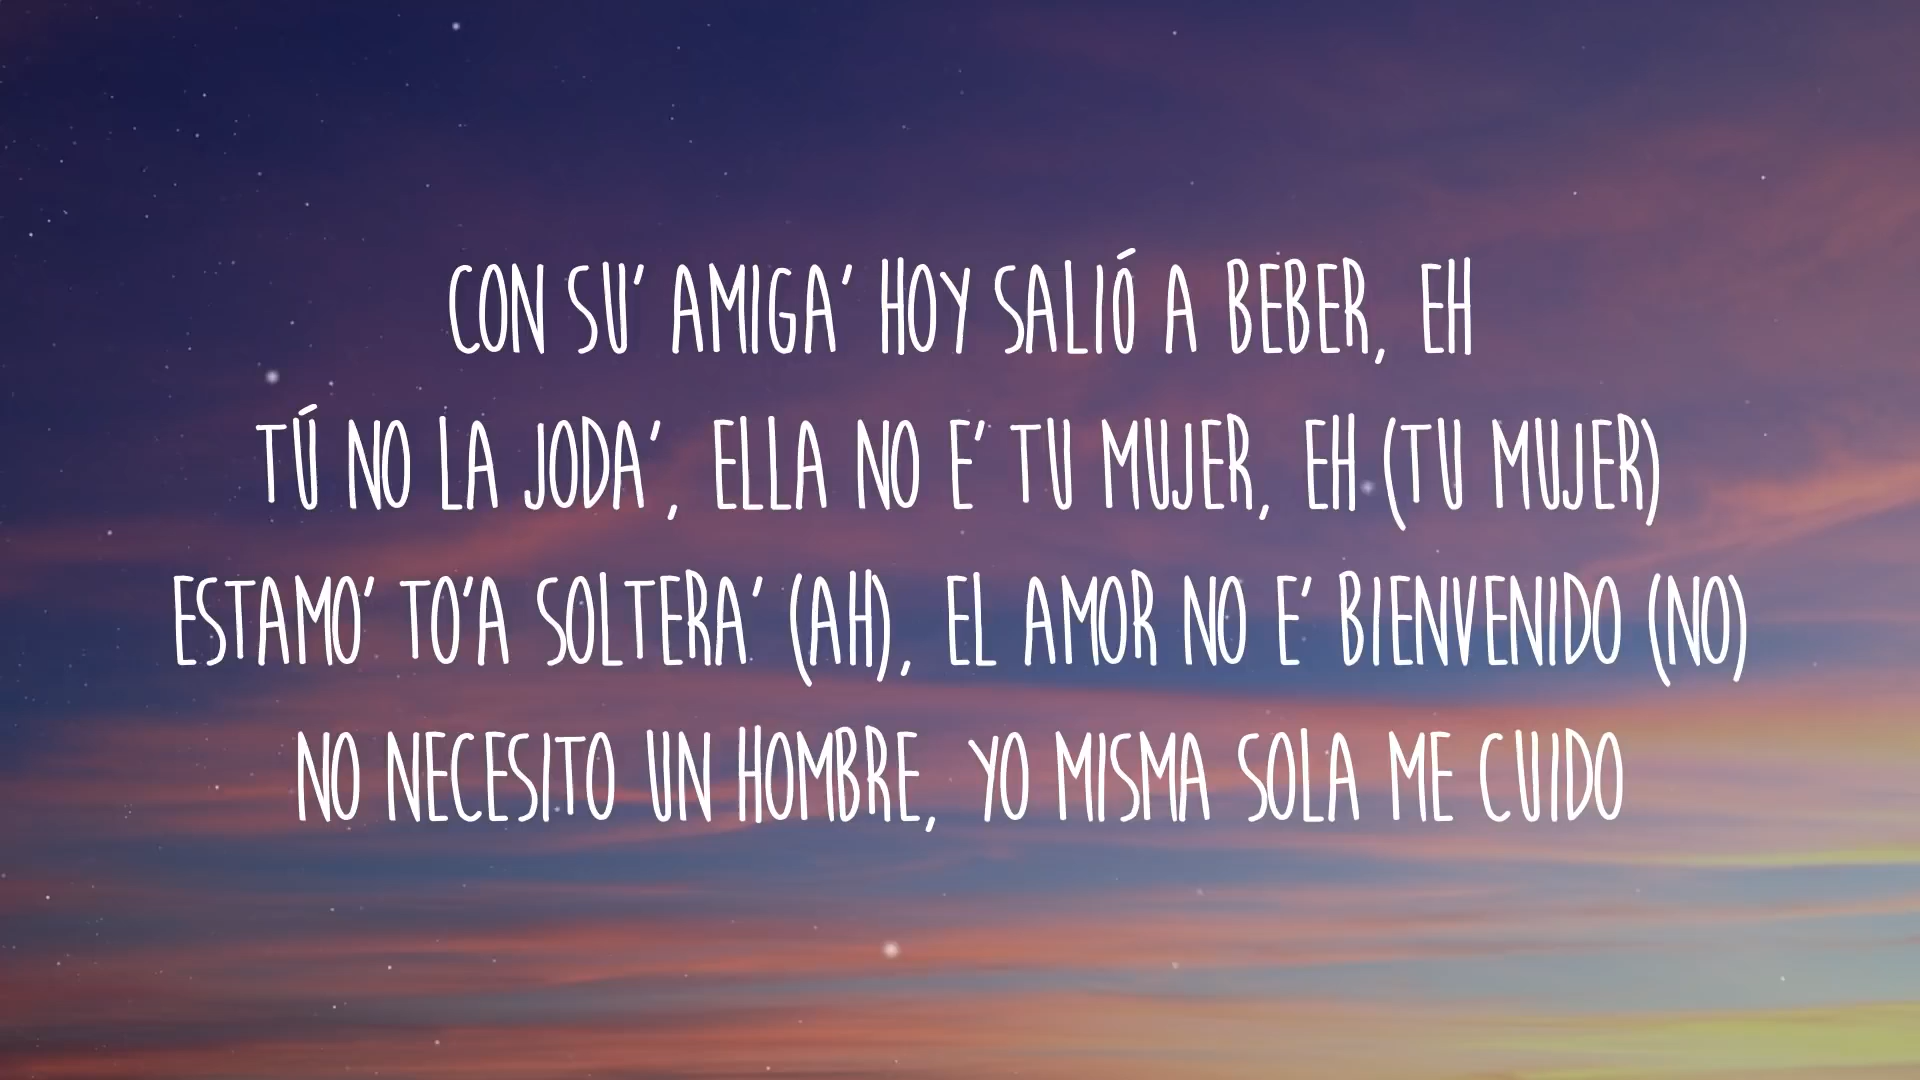 CON SU' AMIGA' HOY SALIÓ A BEBER, EH
TÚ NO LA JODA', ELLA NO E' TU MUJER, EH (TU MUJER)
ESTAMO' TO'A SOLTERA' (AH), EL AMOR NO E' BIENVENIDO (NO)
NO NECESITO UN HOMBRE, YO MISMA SOLA ME CUIDO